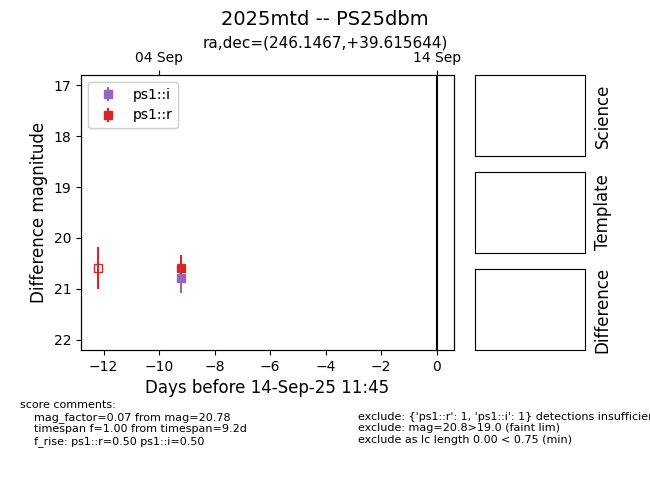 2025mtd -- PS25dbm
ra,dec=(246.1467,+39.615644)
04 Sep
14 Sep
ps1::i
ps1::r
17
18
19
20
21
22
Difference magnitude
−12
−10
−8
−6
−4
−2
0
Days before 14-Sep-25 11:45
Science
Template
Difference
score comments:
mag_factor=0.07 from mag=20.78
timespan f=1.00 from timespan=9.2d
f_rise: ps1::r=0.50 ps1::i=0.50
exclude: {'ps1::r': 1, 'ps1::i': 1} detections insufficie
exclude: mag=20.8>19.0 (faint lim)
exclude as lc length 0.00 < 0.75 (min)